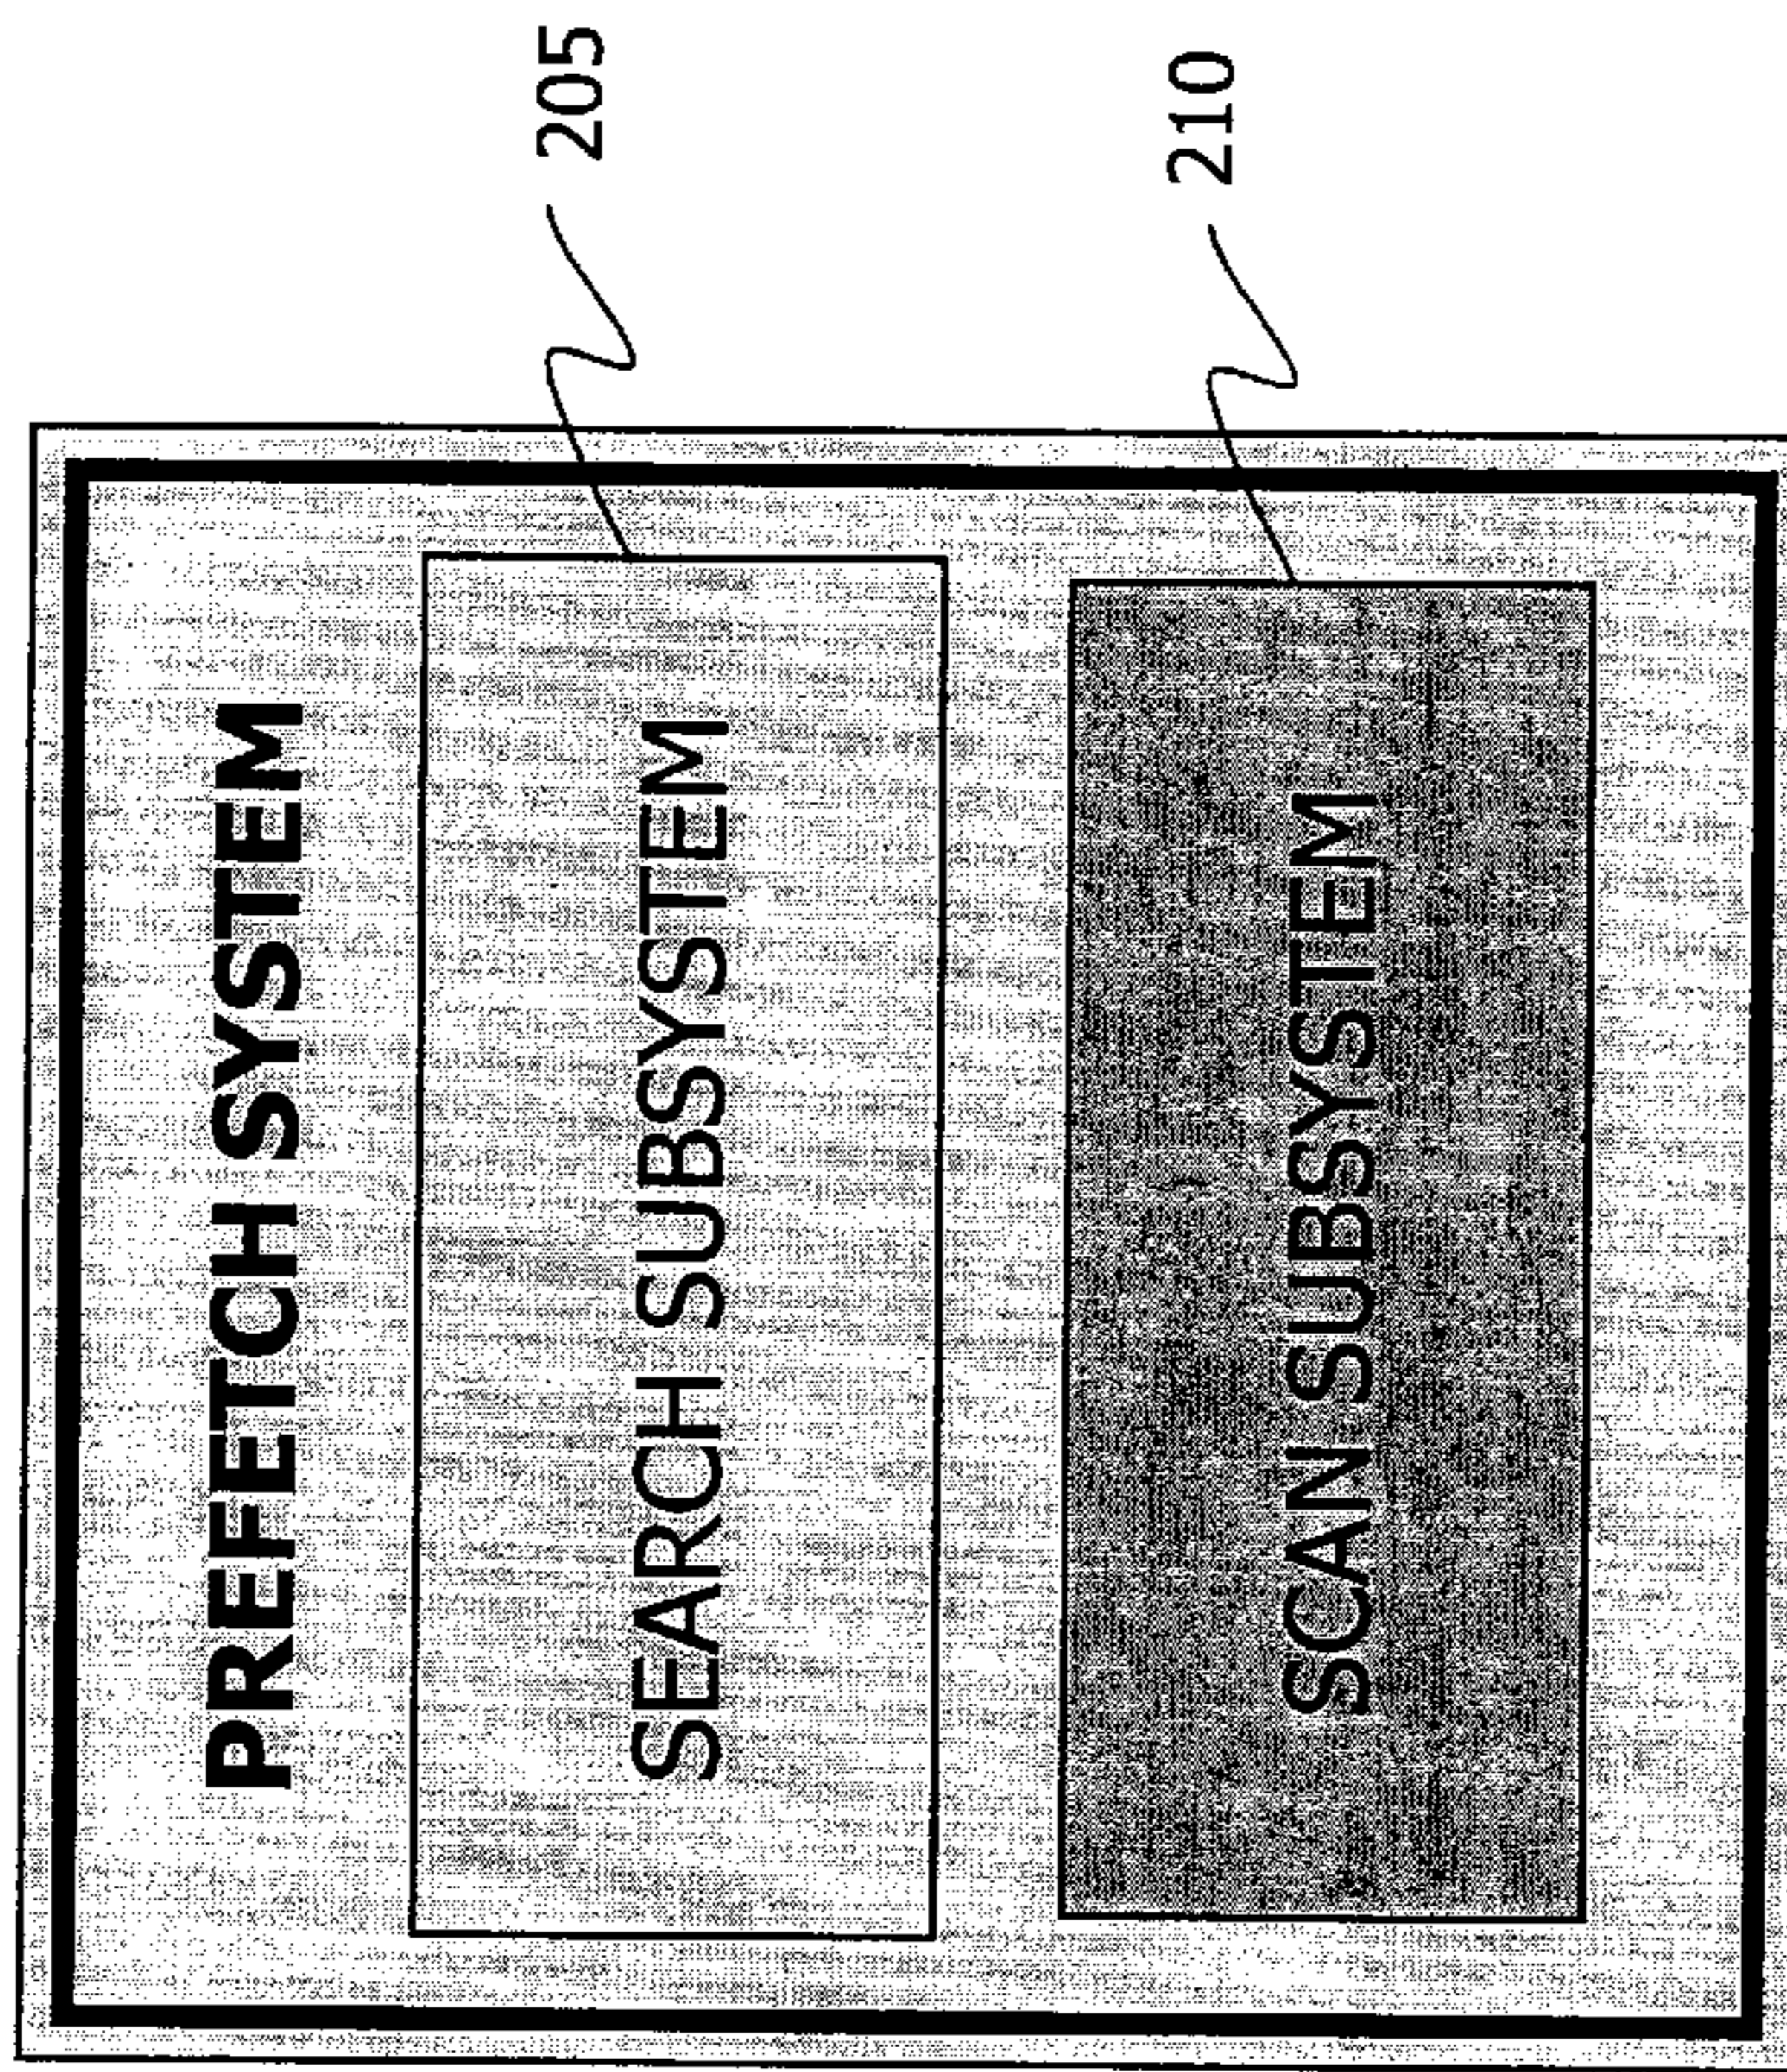 PREFETCH SYSTEM
SEARCH SUBSYSTEM
205
SCAN SUBSYSTEM
210